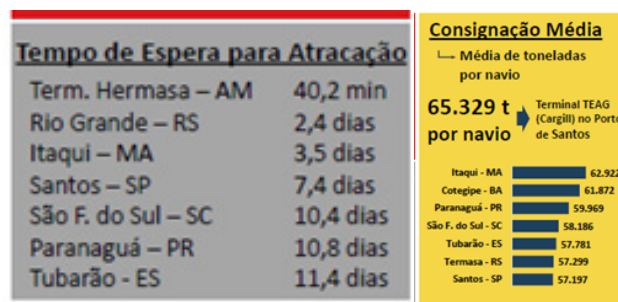 Tempo de Espera para Atracação
Term. Hermasa – AM 40,2 min
Rio Grande – RS 2,4 dias
Itaqui – MA 3,5 dias
Santos – SP 7,4 dias
São F. do Sul – SC 10,4 dias
Paranaguá – PR 10,8 dias
Tubarão - ES 11,4 dias
Consignação Média
Média de toneladas
por navio
65.329 t
por navio
Terminal TEAG
(Cargill) no Porto
de Santos
Itaqui - MA 62.922
Cotegipe - BA 61.872
Paranaguá - PR 59.969
São F. do Sul - SC 58.186
Tubarão - ES 57.781
Termasa - RS 57.299
Santos - SP 57.197